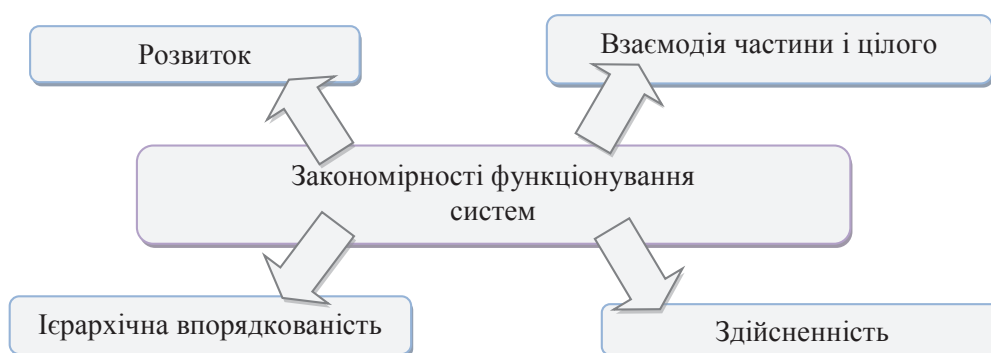 Розвиток
Взаємодія частини і цілого
Закономірності функціонування
систем
Ієрархічна впорядкованість
Здійсненність